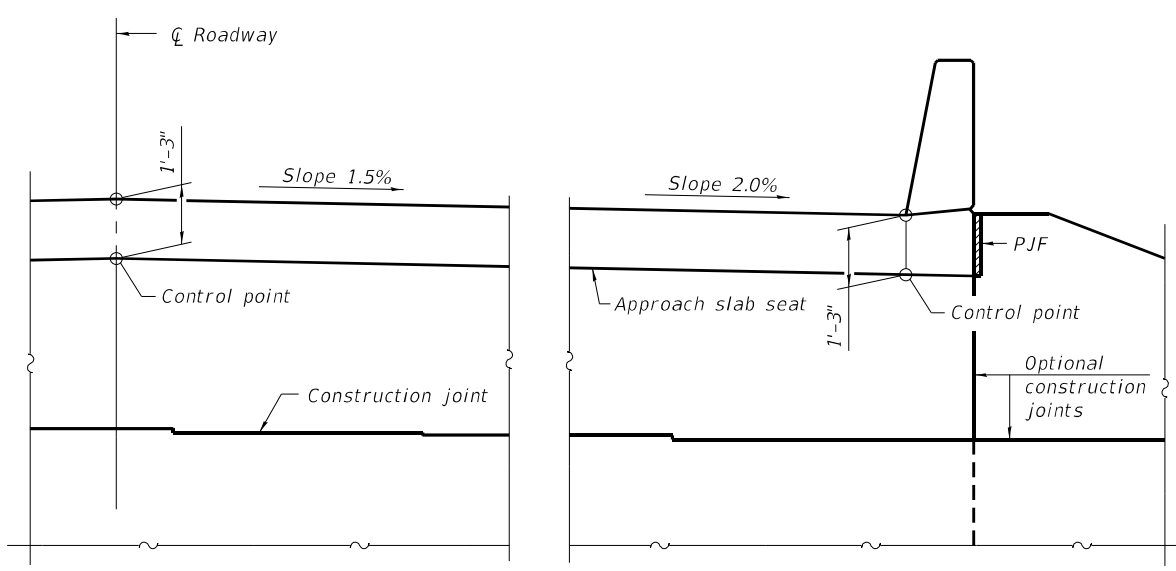 ℄ Roadway
1'-3"
Slope 1.5%
Control point
Construction joint
Slope 2.0%
PJF
Approach slab seat
1'-3"
Control point
Optional
construction
joints